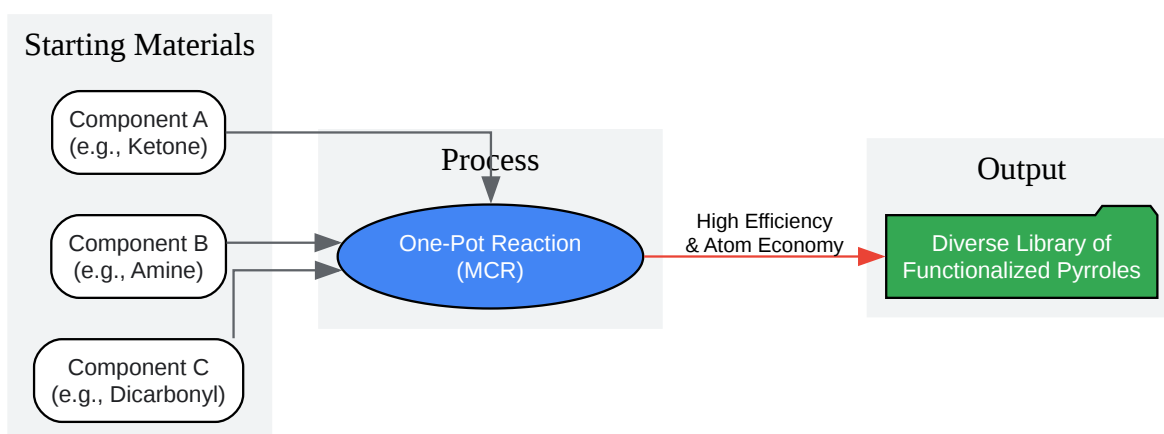 Starting Materials
Component A
(e.g., Ketone)
Component B
(e.g., Amine)
Component C
(e.g., Dicarbonyl)
Process
One-Pot Reaction
(MCR)
High Efficiency
& Atom Economy
Output
Diverse Library of
Functionalized Pyrroles